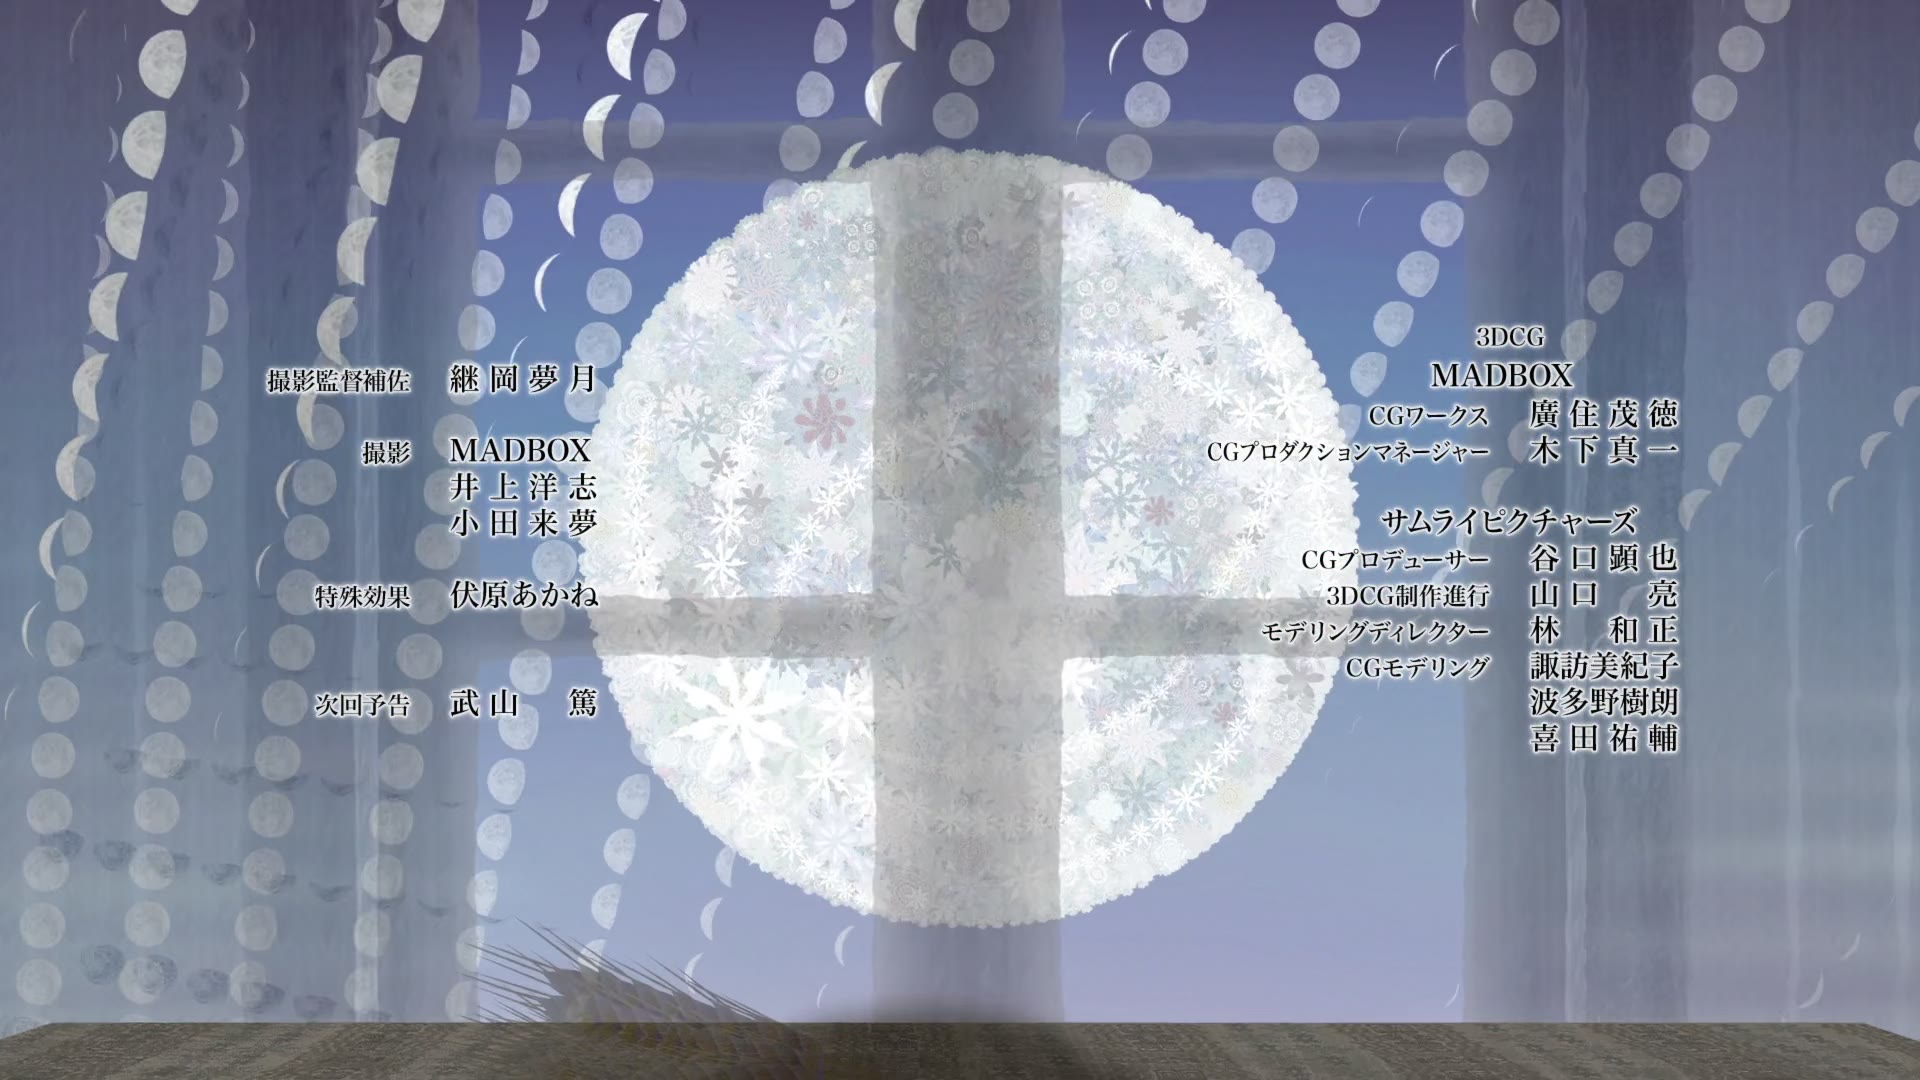 撮影監督補佐 継岡夢月
撮影 MADBOX
井上洋志
小田来夢
特殊効果 伏原あかね
次回予告 武山 篤
3DCG
MADBOX
CGワークス 廣住茂徳
CGプロダクションマネージャー 木下真一
サムライピクチャーズ
CGプロデューサー 谷口顕也
3DCG制作進行 山口 亮
モデリングディレクター 林 和正
CGモデリング 諏訪美紀子
波多野樹朗
喜田祐輔